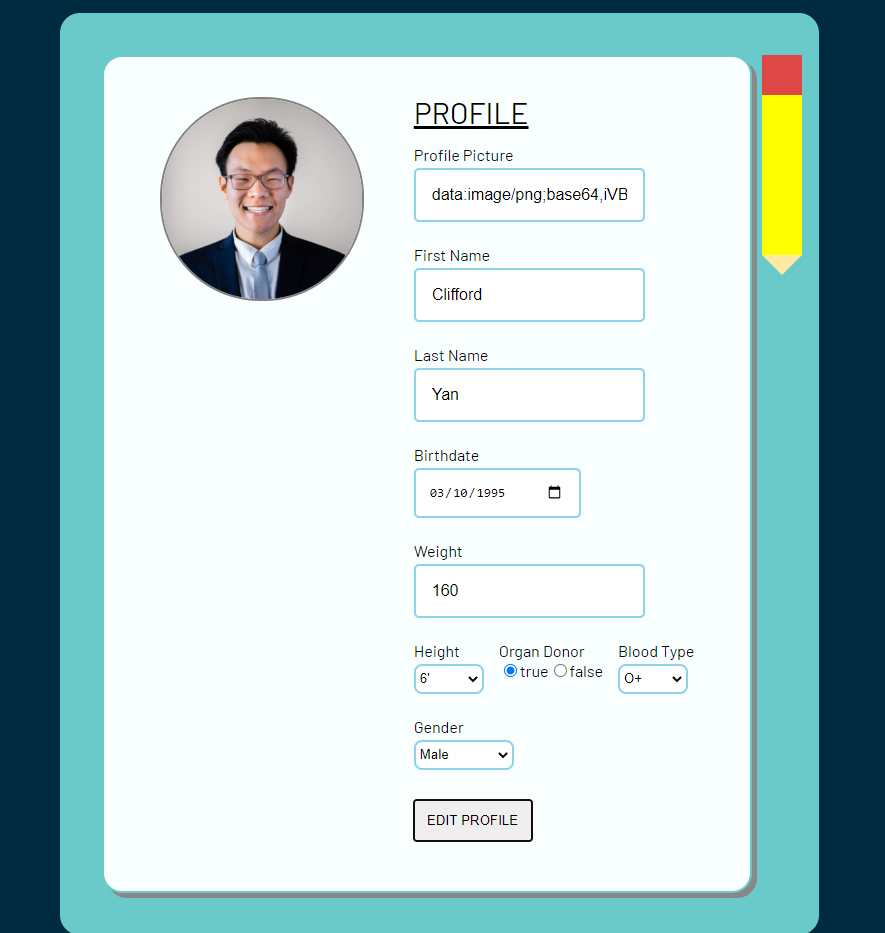 PROFILE
Profile Picture
data:image/png;base64,iVB
First Name
Clifford
Last Name
Yan
Birthdate
03/10/1995
Weight
160
Height Organ Donor Blood Type
6' true false O+
Gender
Male
EDIT PROFILE